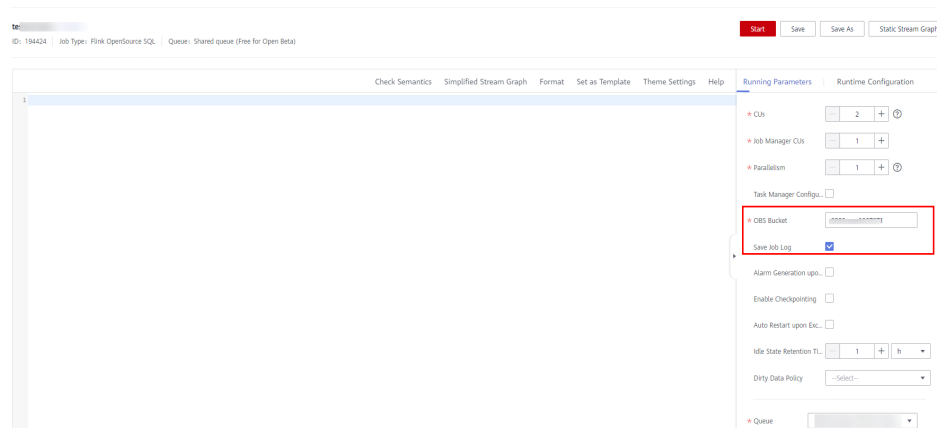 te
Start Save Save As Static Stream Graph
ID: 194424 Job Type: Flink OpenSource SQL Queue: Shared queue (Free for Open Beta)
Check Semantics Simplified Stream Graph Format Set as Template Theme Settings Help Running Parameters Runtime Configuration
1
* CUs 2
* Job Manager CUs 1
* Parallelism 1
Task Manager Configu...
* OBS Bucket
Save Job Log
Alarm Generation upo...
Enable Checkpointing
Auto Restart upon Exc...
Idle State Retention Ti... 1 h
Dirty Data Policy --Select--
* Queue